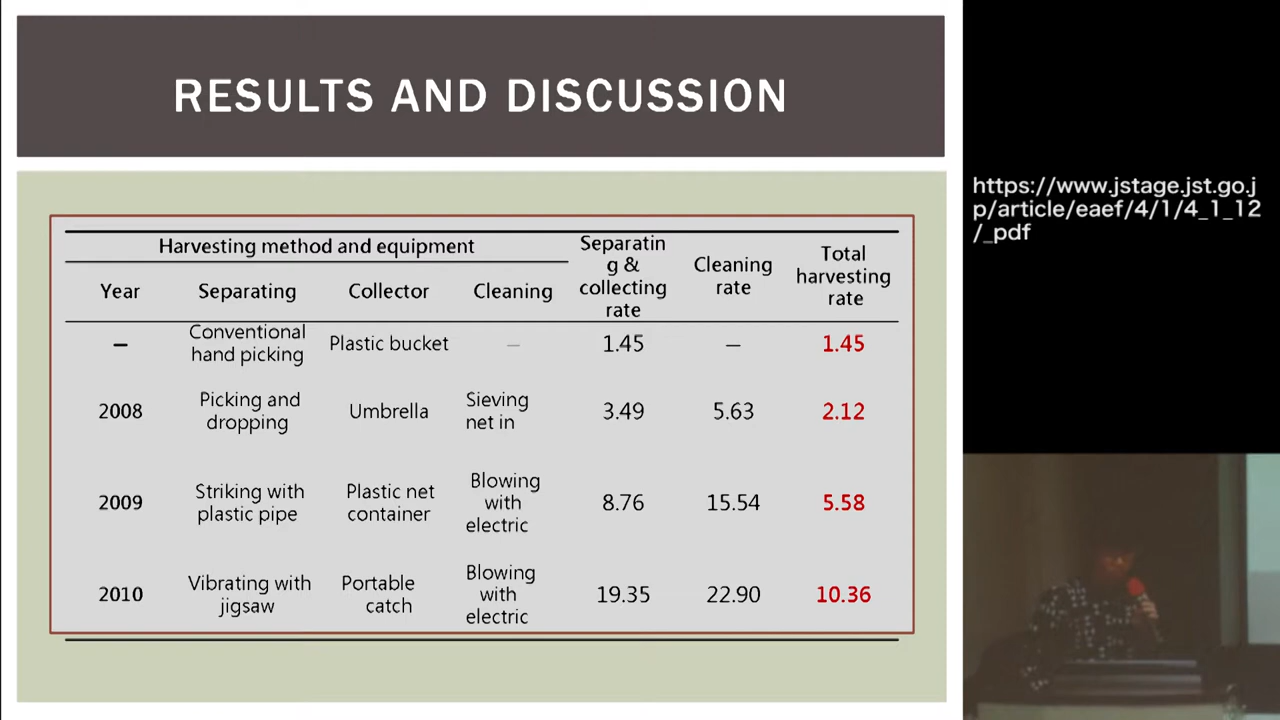 RESULTS AND DISCUSSION
https://www.jstage.jst.go.j
p/article/eaef/4/1/4_1_12
/_pdf
Harvesting method and equipment
Separatin
g &
collecting
rate
Cleaning
rate
Total
harvesting
rate
Year
Separating
Collector
Cleaning
–
Conventional
hand picking
Plastic bucket
–
1.45
–
1.45
2008
Picking and
dropping
Umbrella
Sieving
net in
3.49
5.63
2.12
2009
Striking with
plastic pipe
Plastic net
container
Blowing
with
electric
8.76
15.54
5.58
2010
Vibrating with
jigsaw
Portable
catch
Blowing
with
electric
19.35
22.90
10.36